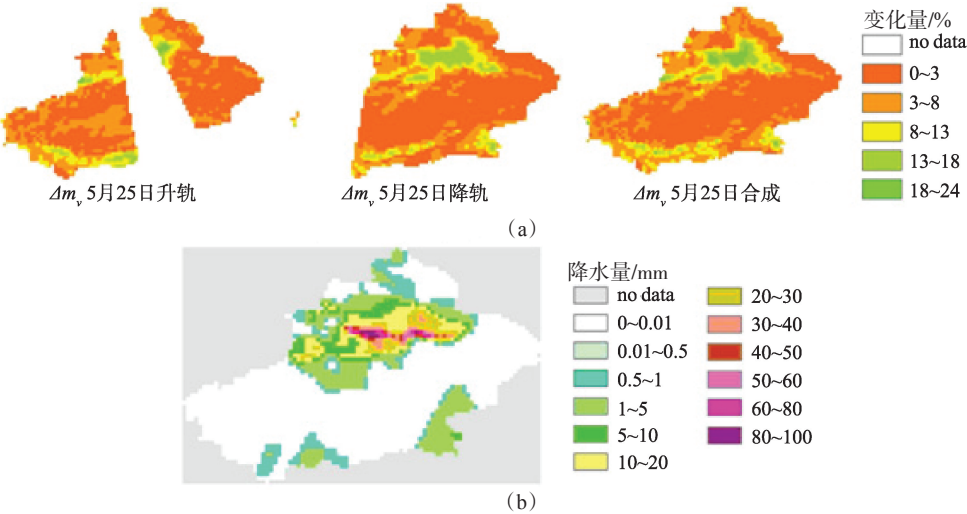 变化量/%
no data
0~3
3~8
8~13
13~18
18~24
Δmv 5月25日升轨
Δmv 5月25日降轨
Δmv 5月25日合成
(a)
降水量/mm
no data
0~0.01
0.01~0.5
0.5~1
1~5
5~10
10~20
20~30
30~40
40~50
50~60
60~80
80~100
(b)